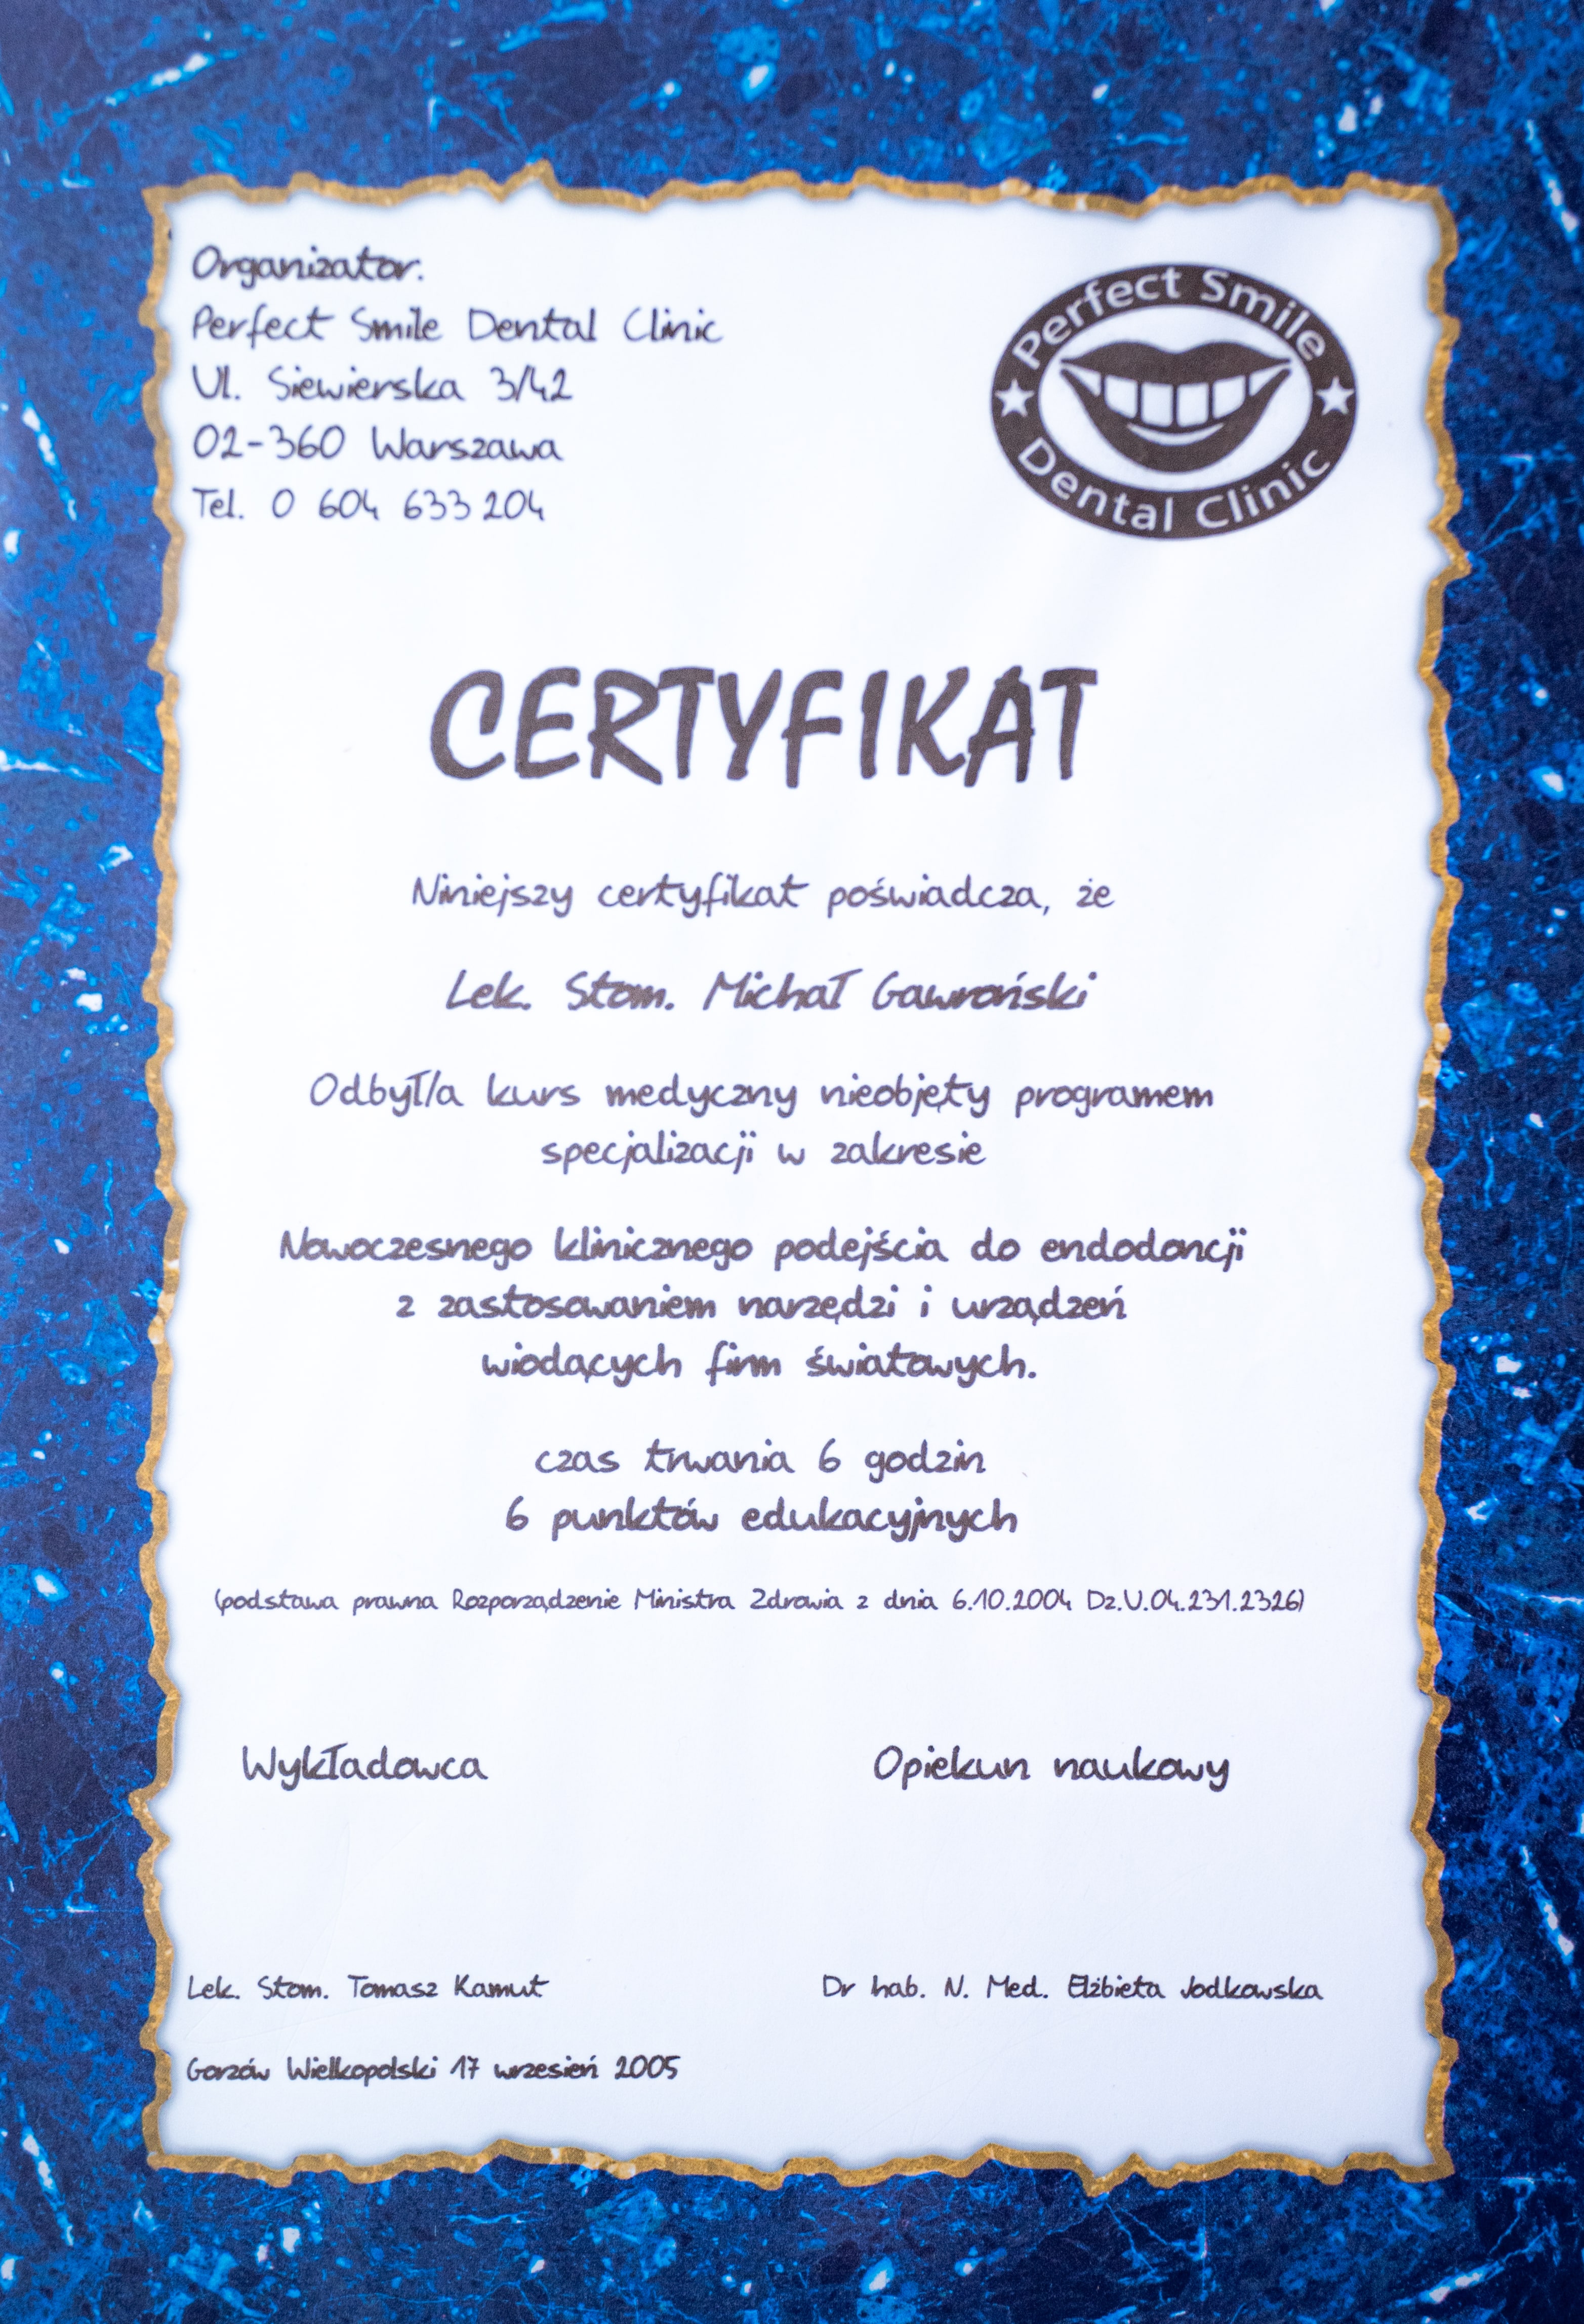 Organizator:
Perfect Smile Dental Clinic
Ul. Siewierska 3/42
02-360 Warszawa
Tel. 0 604 633 204
Perfect Smile
Dental Clinic
CERTYFIKAT
Niniejszy certyfikat poświadcza, że
Lek. Stom. Michał Gawroński
Odbył/a kurs medyczny nieobjęty programem
specjalizacji w zakresie
Nowoczesnego klinicznego podejścia do endodoncji
z zastosowaniem narzędzi i urządzeń
wiodących firm światowych.
czas trwania 6 godzin
6 punktów edukacyjnych
(podstawa prawna Rozporządzenie Ministra Zdrowia z dnia 6.10.2004 Dz.U.04.231.2326)
Wykładowca
Opiekun naukowy
Lek. Stom. Tomasz Kamut
Dr hab. N. Med. Elżbieta Jodkowska
Gorzów Wielkopolski 17 wrzesień 2005